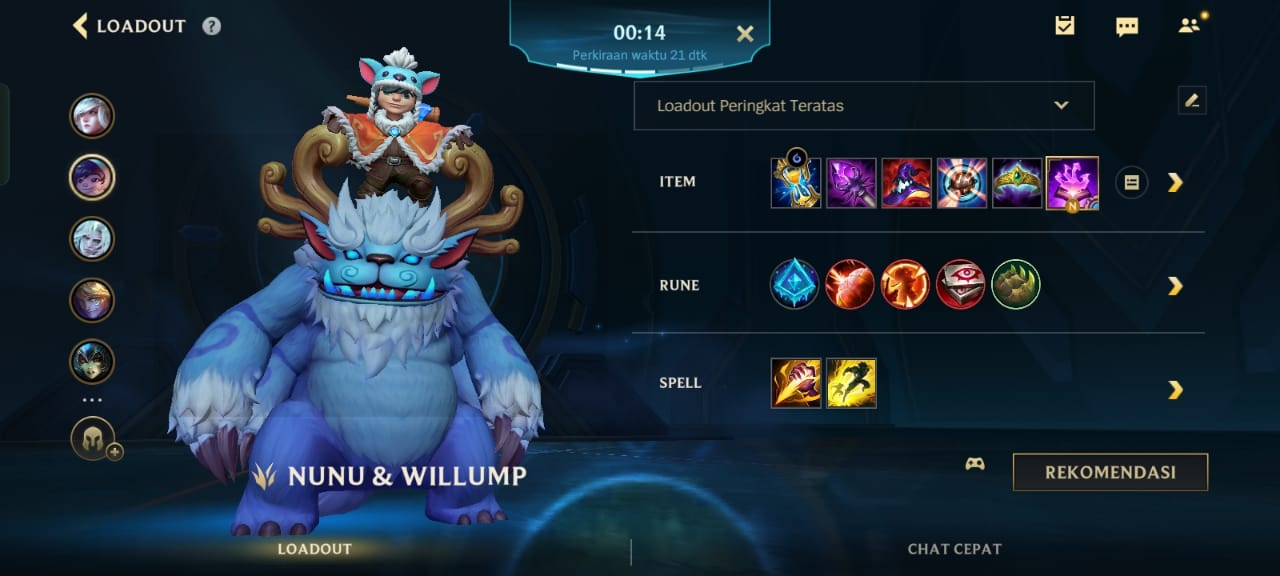 LOADOUT ?
00:14
Perkiraan waktu 21 dtk
Loadout Peringkat Teratas
ITEM
N
RUNE
SPELL
NUNU & WILLUMP
REKOMENDASI
LOADOUT
CHAT CEPAT